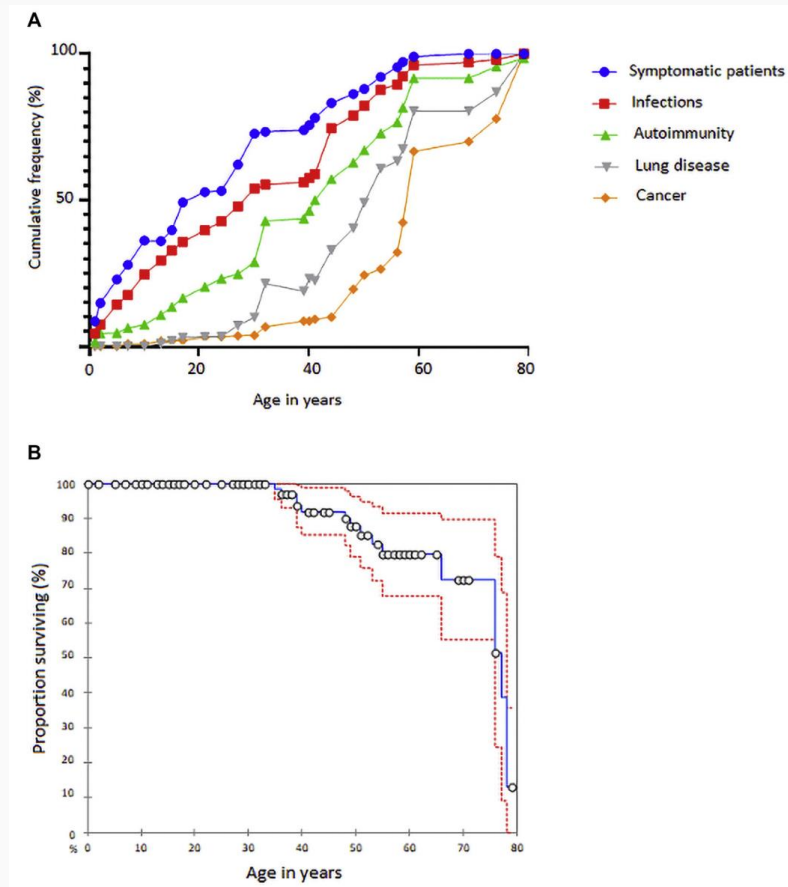 A
100
50
0
20
40
60
80
Cumulative frequency (%)
Age in years
Symptomatic patients
Infections
Autoimmunity
Lung disease
Cancer
B
100
90
80
70
60
50
40
30
20
10
0
% 0 10 20 30 40 50 60 70 80
Proportion surviving (%)
Age in years